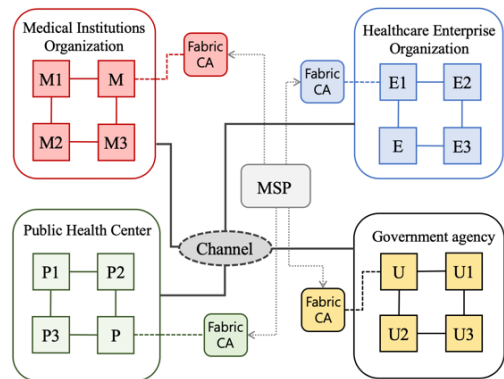 Medical Institutions
Organization
M1
M
M2
M3
Fabric
CA
Healthcare Enterprise
Organization
Fabric
CA
E1
E2
E
E3
MSP
Channel
Public Health Center
P1
P2
P3
P
Fabric
CA
Government agency
Fabric
CA
U
U1
U2
U3